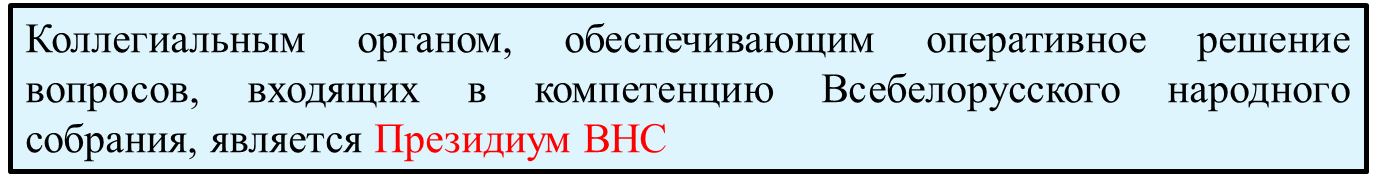 Коллегиальным органом, обеспечивающим оперативное решение
вопросов, входящих в компетенцию Всебелорусского народного
собрания, является Президиум ВНС